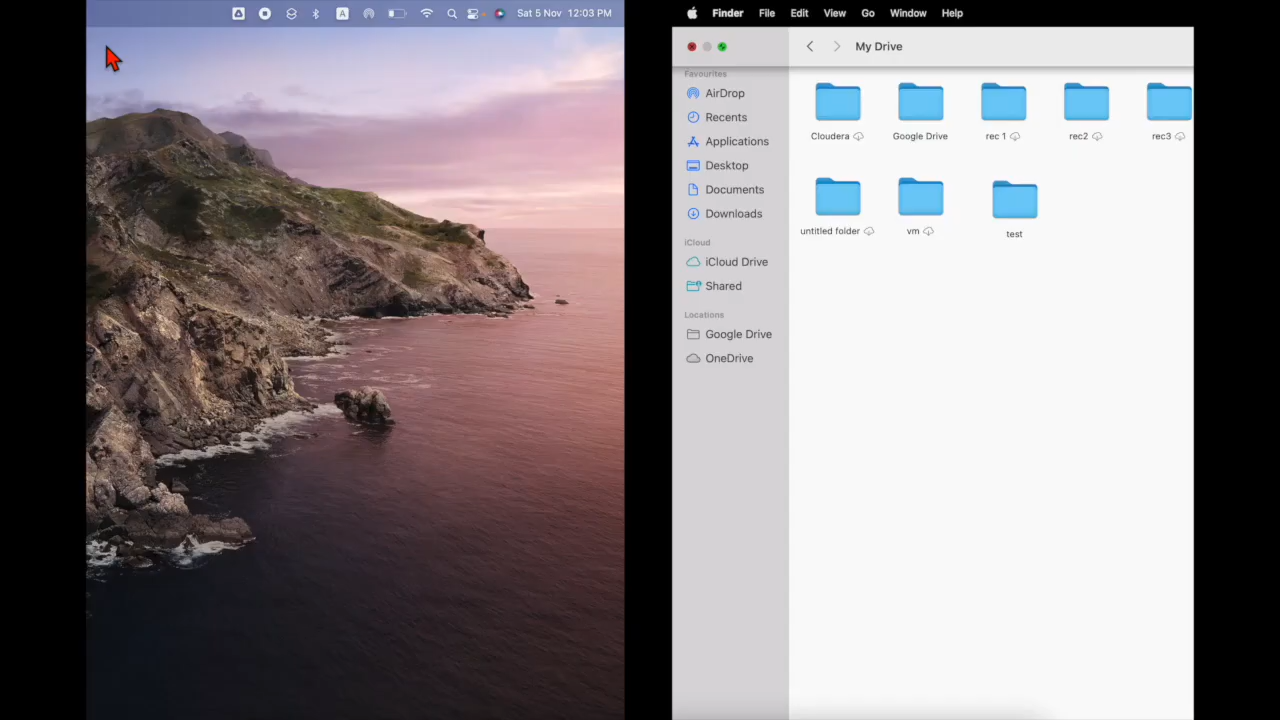 A
Sat 5 Nov 12:03 PM
Finder File Edit View Go Window Help
My Drive
Favourites
AirDrop
Recents
Applications
Desktop
Documents
Downloads
iCloud
iCloud Drive
Shared
Locations
Google Drive
OneDrive
Cloudera
Google Drive
rec 1
rec2
rec3
untitled folder
vm
test